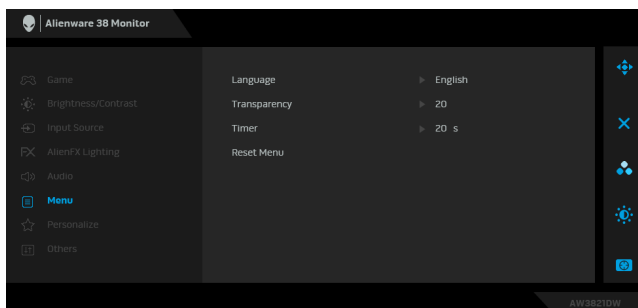 Alienware 38 Monitor
Game
Brightness/Contrast
Input Source
FX AlienFX Lighting
Audio
Menu
Personalize
Others
Language English
Transparency 20
Timer 20 s
Reset Menu
AW3821DW